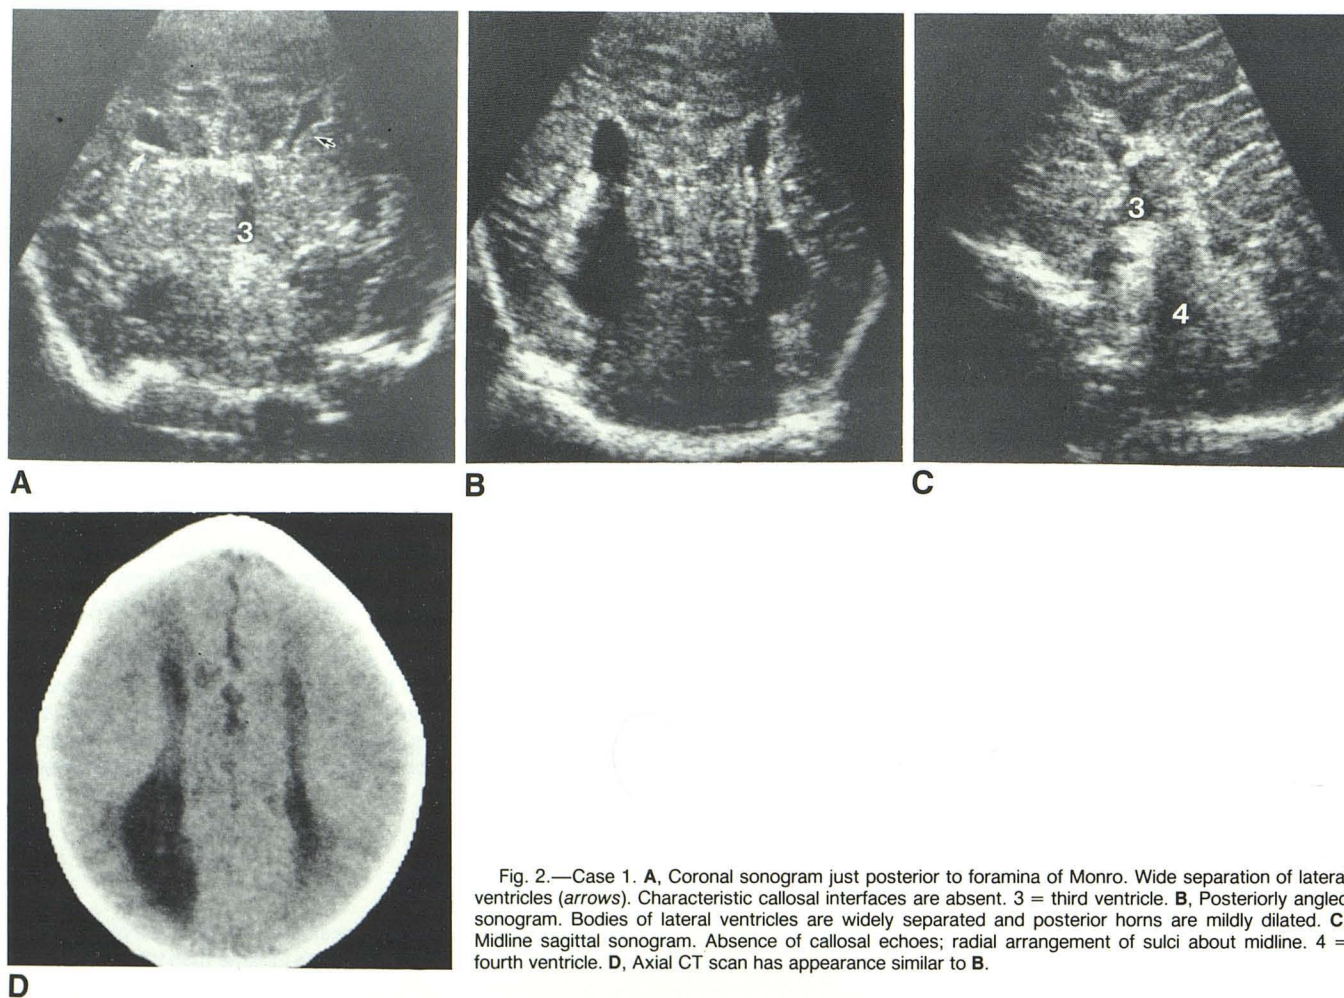 3
3
4
A
B
C
D
Fig. 2.—Case 1. A, Coronal sonogram just posterior to foramina of Monro. Wide separation of latera
ventricles (arrows). Characteristic callosal interfaces are absent. 3 = third ventricle. B, Posteriorly angled
sonogram. Bodies of lateral ventricles are widely separated and posterior horns are mildly dilated. C
Midline sagittal sonogram. Absence of callosal echoes; radial arrangement of sulci about midline. 4 =
fourth ventricle. D, Axial CT scan has appearance similar to B.